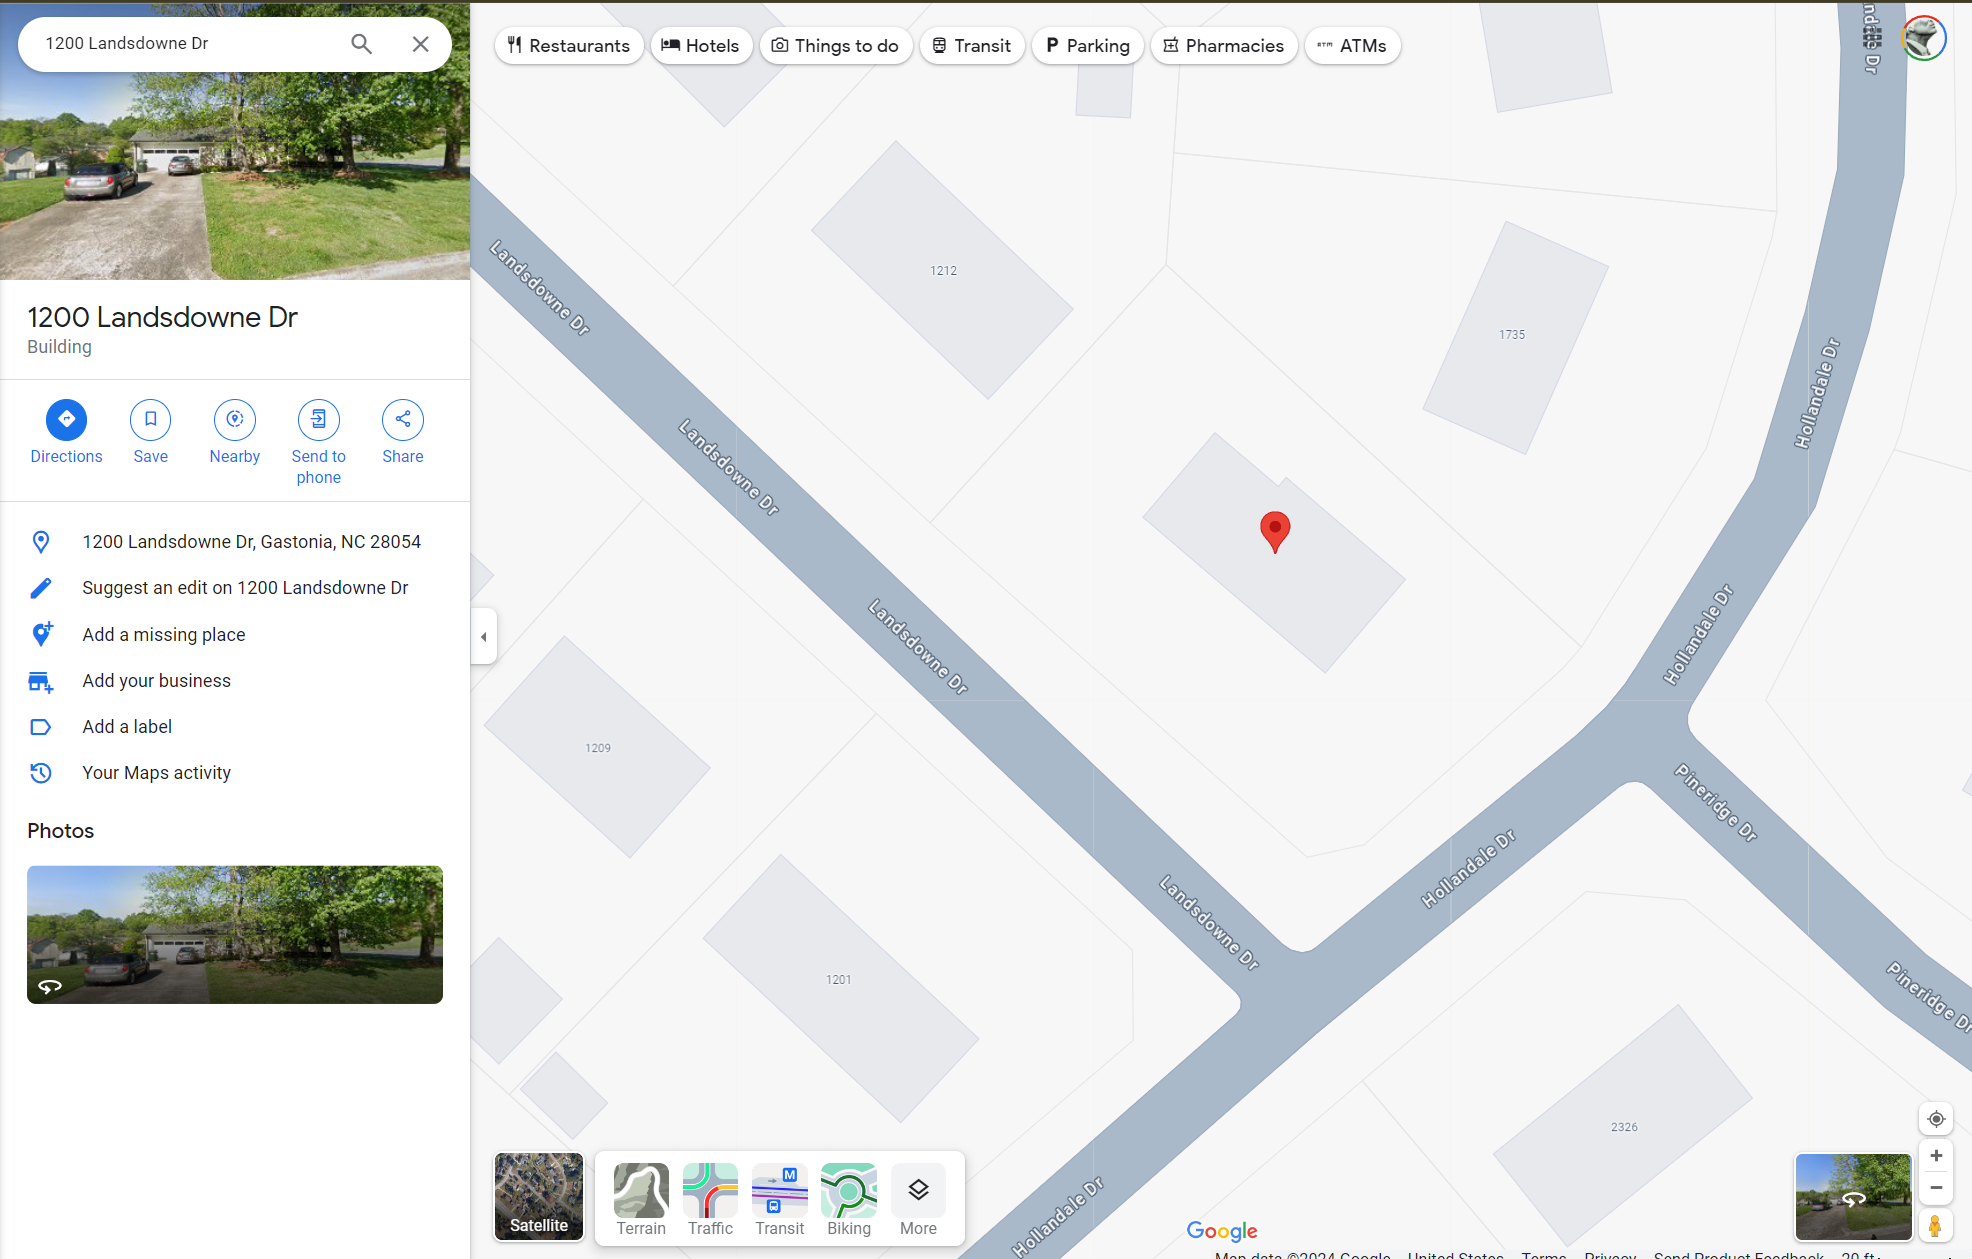 1200 Landsdowne Dr
Restaurants
Hotels
Things to do
Transit
P Parking
Pharmacies
ATM ATMs
1200 Landsdowne Dr
Building
Directions
Save
Nearby
Send to
phone
Share
1200 Landsdowne Dr, Gastonia, NC 28054
Suggest an edit on 1200 Landsdowne Dr
Add a missing place
Add your business
Add a label
Your Maps activity
Photos
Landsdowne Dr
Landsdowne Dr
Landsdowne Dr
Landsdowne Dr
1212
1735
1209
1201
2326
Hollandale Dr
Hollandale Dr
Hollandale Dr
Hollandale Dr
Pineridge Dr
Pineridge Dr
Satellite
Terrain
Traffic
M
Transit
Biking
More
Google
Map data ©2024 Google
United States
Terms
Privacy
Send Product Feedback
20 ft